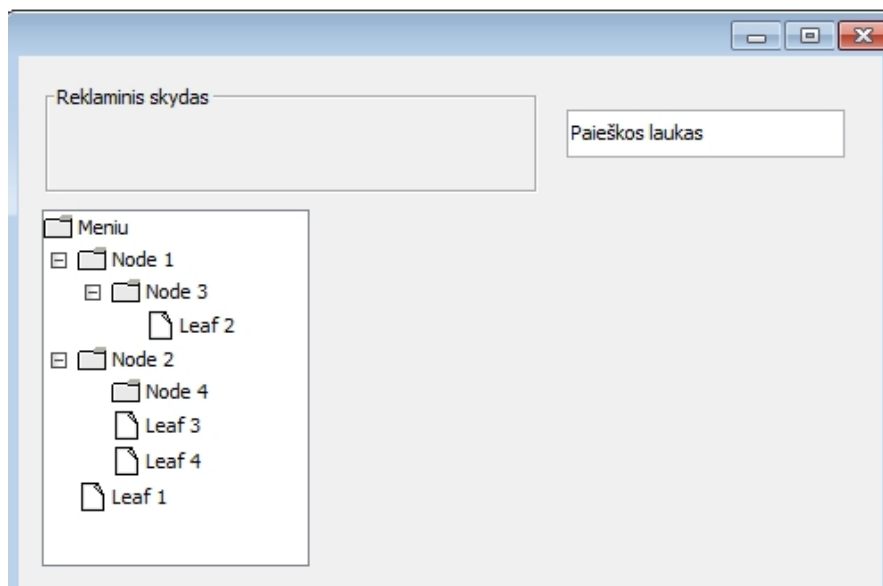 Reklaminis skydas
Paieškos laukas
Meniu
Node 1
Node 3
Leaf 2
Node 2
Node 4
Leaf 3
Leaf 4
Leaf 1